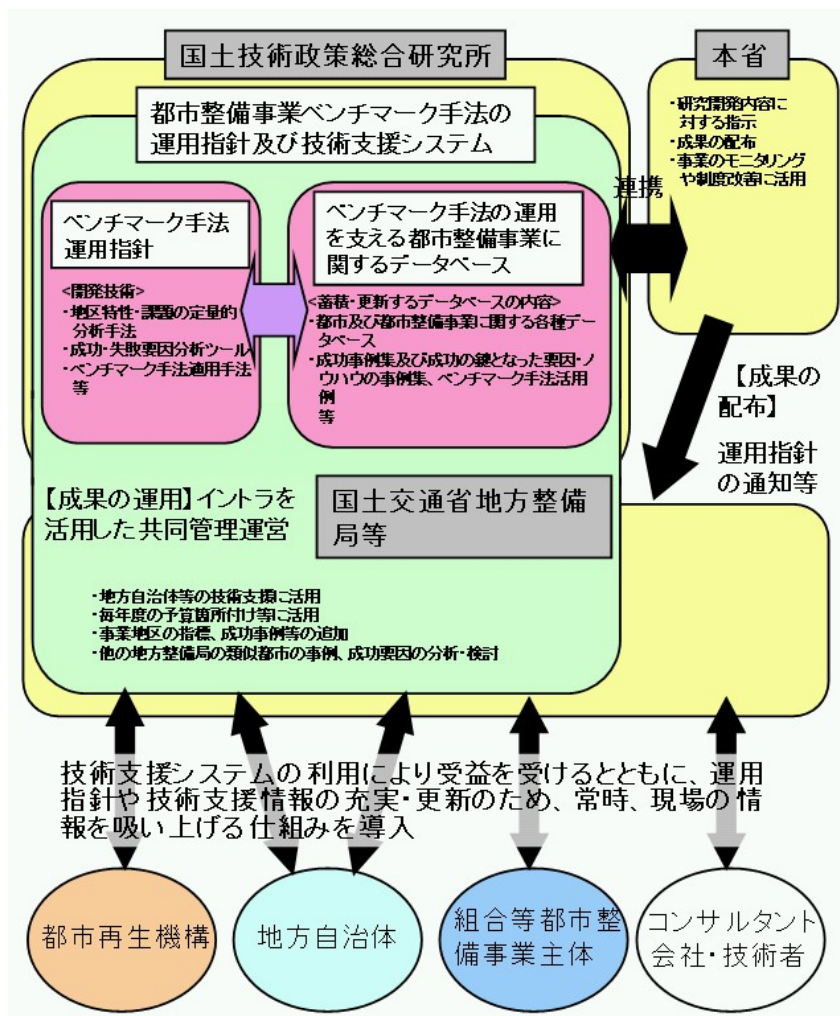 国土技術政策総合研究所
本省
都市整備事業ベンチマーク手法の
運用指針及び技術支援システム
・研究開発内容に
対する指示
・成果の配布
・事業のモニタリング
や制度改善に活用
連携
ベンチマーク手法
運用指針
<開発技術>
・地区特性・課題の定量的
分析手法
・成功・失敗要因分析ツール
・ベンチマーク手法適用手法
等
ベンチマーク手法の運用
を支える都市整備事業に
関するデータベース
<蓄積・更新するデータベースの内容>
・都市及び都市整備事業に関する各種デー
タベース
・成功事例集及び成功の鍵となった要因・ノ
ウハウの事例集、ベンチマーク手法活用
例
等
【成果の
配布】
運用指針
の通知等
【成果の運用】イントラを
活用した共同管理運営
国土交通省地方整備
局等
・地方自治体等の技術支援に活用
・毎年度の予算箇所付け等に活用
・事業地区の指標、成功事例等の追加
・他の地方整備局の類似都市の事例、成功要因の分析・検討
技術支援システムの利用により受益を受けるとともに、運用
指針や技術支援情報の充実・更新のため、常時、現場の情
報を吸い上げる仕組みを導入
都市再生機構
地方自治体
組合等都市整
備事業主体
コンサルタント
会社・技術者